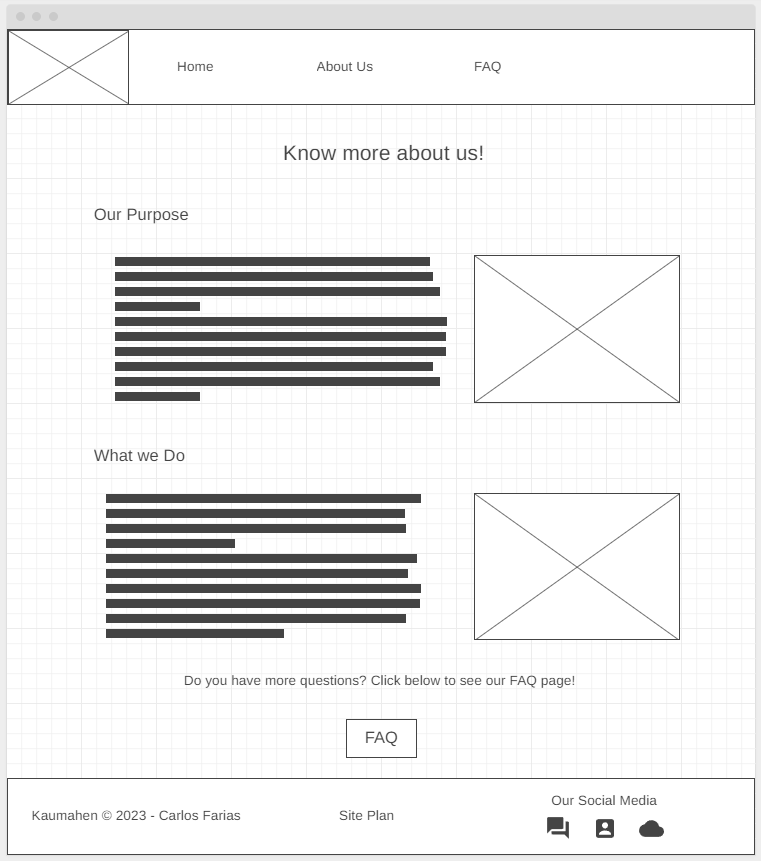 Home
About Us
FAQ
Know more about us!
Our Purpose
What we Do
Do you have more questions? Click below to see our FAQ page!
FAQ
Our Social Media
Kaumahen © 2023 - Carlos Farias
Site Plan